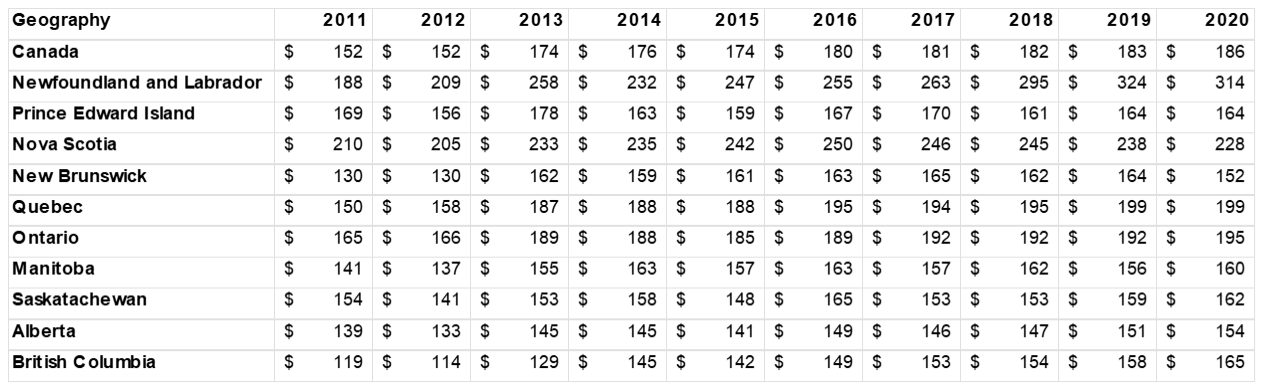 Geography 2011 2012 2013 2014 2015 2016 2017 2018 2019 2020
Canada $ 152 $ 152 $ 174 $ 176 $ 174 $ 180 $ 181 $ 182 $ 183 $ 186
Newfoundland and Labrador $ 188 $ 209 $ 258 $ 232 $ 247 $ 255 $ 263 $ 295 $ 324 $ 314
Prince Edward Island $ 169 $ 156 $ 178 $ 163 $ 159 $ 167 $ 170 $ 161 $ 164 $ 164
Nova Scotia $ 210 $ 205 $ 233 $ 235 $ 242 $ 250 $ 246 $ 245 $ 238 $ 228
New Brunswick $ 130 $ 130 $ 162 $ 159 $ 161 $ 163 $ 165 $ 162 $ 164 $ 152
Quebec $ 150 $ 158 $ 187 $ 188 $ 188 $ 195 $ 194 $ 195 $ 199 $ 199
Ontario $ 165 $ 166 $ 189 $ 188 $ 185 $ 189 $ 192 $ 192 $ 192 $ 195
Manitoba $ 141 $ 137 $ 155 $ 163 $ 157 $ 163 $ 157 $ 162 $ 156 $ 160
Saskatachewan $ 154 $ 141 $ 153 $ 158 $ 148 $ 165 $ 153 $ 153 $ 159 $ 162
Alberta $ 139 $ 133 $ 145 $ 145 $ 141 $ 149 $ 146 $ 147 $ 151 $ 154
British Columbia $ 119 $ 114 $ 129 $ 145 $ 142 $ 149 $ 153 $ 154 $ 158 $ 165